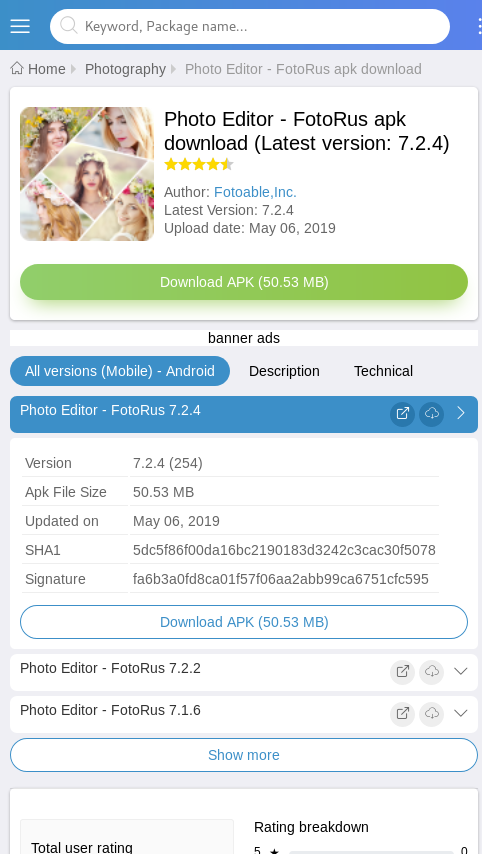 Keyword, Package name...
Home Photography Photo Editor - FotoRus apk download
Photo Editor - FotoRus apk
download (Latest version: 7.2.4)
Author: Fotoable,Inc.
Latest Version: 7.2.4
Upload date: May 06, 2019
Download APK (50.53 MB)
banner ads
All versions (Mobile) - Android Description Technical
Photo Editor - FotoRus 7.2.4
Version 7.2.4 (254)
Apk File Size 50.53 MB
Updated on May 06, 2019
SHA1 5dc5f86f00da16bc2190183d3242c3cac30f5078
Signature fa6b3a0fd8ca01f57f06aa2abb99ca6751cfc595
Download APK (50.53 MB)
Photo Editor - FotoRus 7.2.2
Photo Editor - FotoRus 7.1.6
Show more
Rating breakdown
Total user rating
5 ★ 0